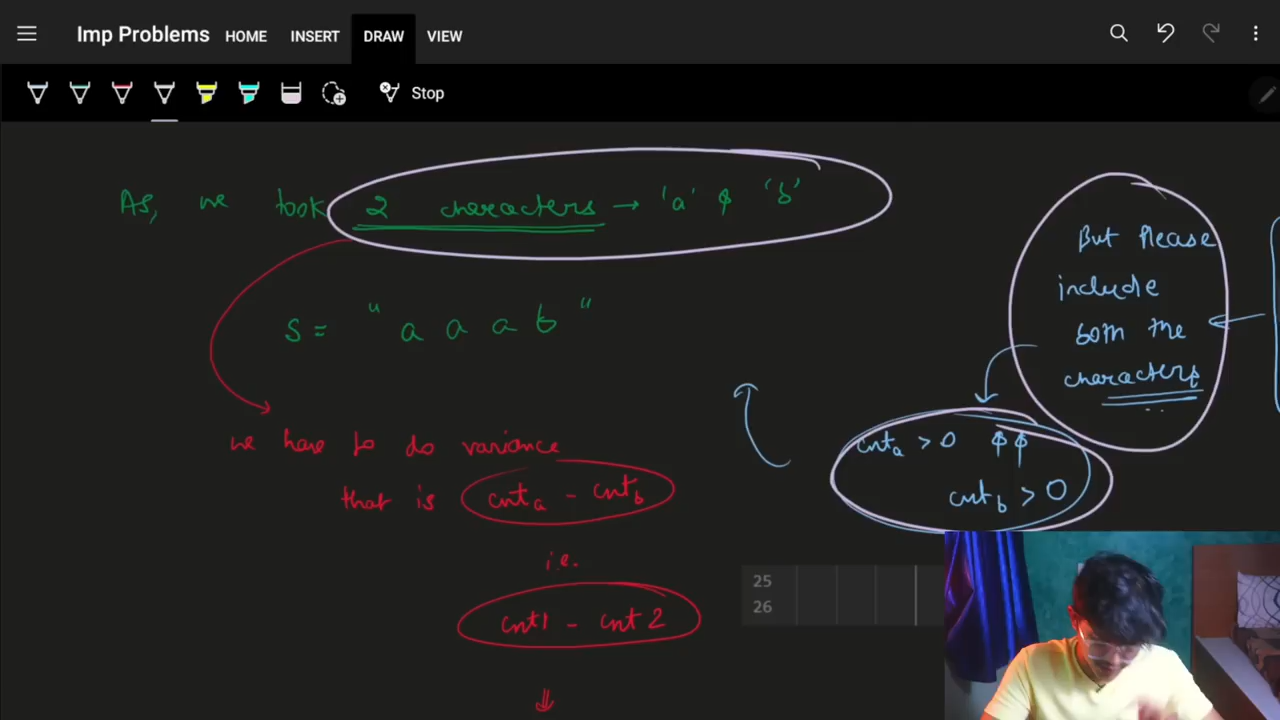 Imp Problems HOME INSERT DRAW VIEW
Stop
As, we took 2 characters → 'a' & 'b'
S = " a a a b "
we have to do variance
that is cnta - cntb
i.e.
cnt1 - cnt2
But Please
include
both the
characters
cnta > 0 &&
cntb > 0
25
26